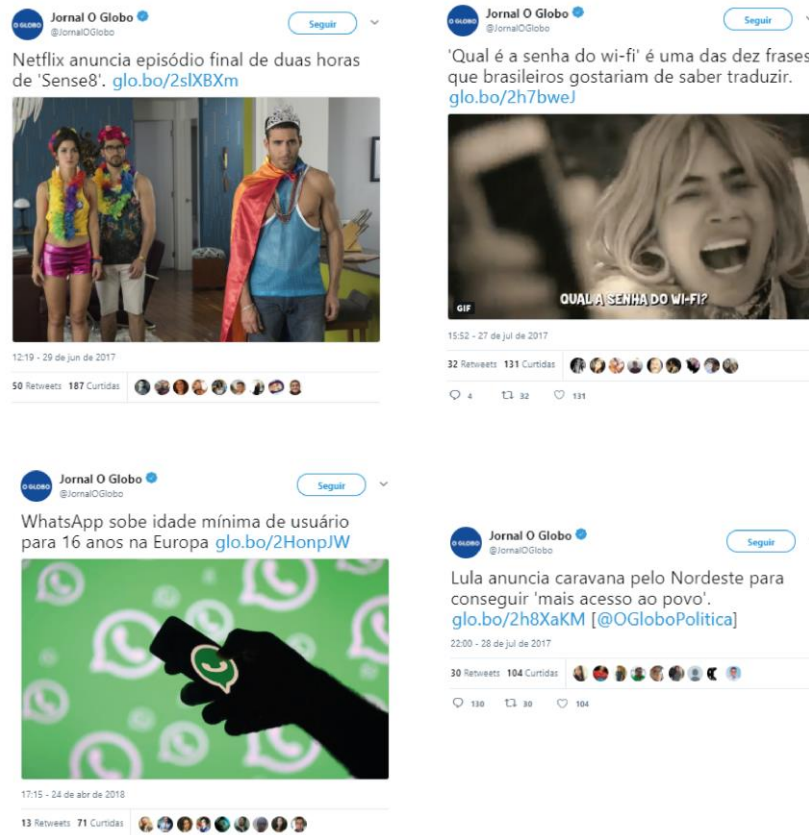 O GLOBO
Jornal O Globo
@JornalOGlobo
Seguir
Netflix anuncia episódio final de duas horas
de 'Sense8'. glo.bo/2slXBXm
12:19 - 29 de jun de 2017
50 Retweets 187 Curtidas
O GLOBO
Jornal O Globo
@JornalOGlobo
Seguir
'Qual é a senha do wi-fi' é uma das dez frases
que brasileiros gostariam de saber traduzir.
glo.bo/2h7bweJ
QUAL A SENHA DO WI-FI?
GIF
15:52 - 27 de jul de 2017
32 Retweets 131 Curtidas
4 32 131
O GLOBO
Jornal O Globo
@JornalOGlobo
Seguir
WhatsApp sobe idade mínima de usuário
para 16 anos na Europa glo.bo/2HonpJW
17:15 - 24 de abr de 2018
13 Retweets 71 Curtidas
O GLOBO
Jornal O Globo
@JornalOGlobo
Seguir
Lula anuncia caravana pelo Nordeste para
conseguir 'mais acesso ao povo'.
glo.bo/2h8XaKM [@OGloboPolitica]
22:00 - 28 de jul de 2017
30 Retweets 104 Curtidas
130 30 104